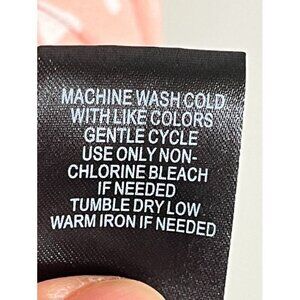 MACHINE WASH COLD
WITH LIKE COLORS
GENTLE CYCLE
USE ONLY NON-
CHLORINE BLEACH
IF NEEDED
TUMBLE DRY LOW
WARM IRON IF NEEDED